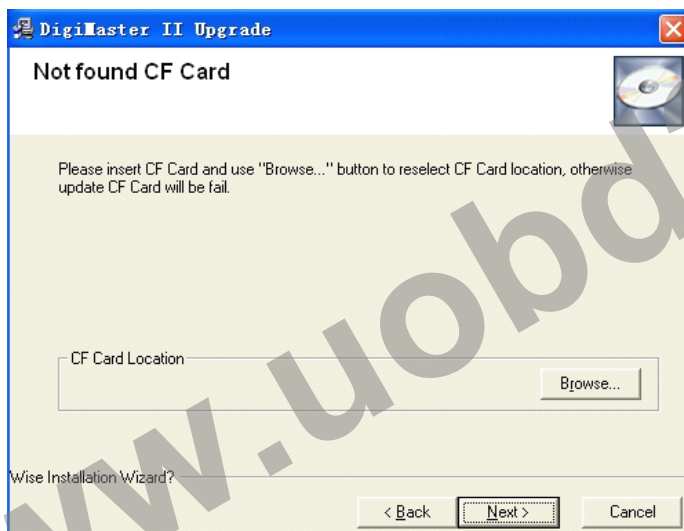 DigiMaster II Upgrade
Not found CF Card
Please insert CF Card and use "Browse..." button to reselect CF Card location, otherwise
update CF Card will be fail.
CF Card Location
Browse...
Wise Installation Wizard?
< Back
Next >
Cancel
www.uobd